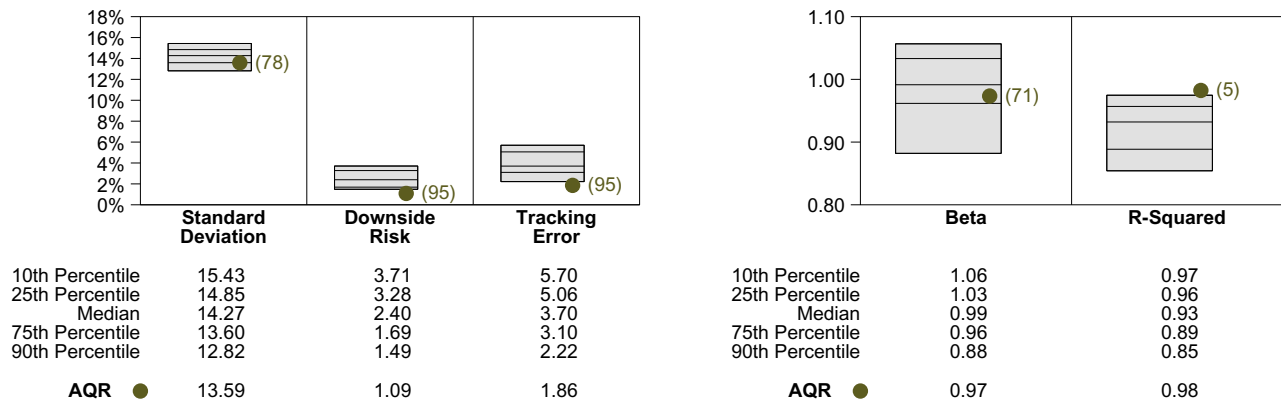 18%
16%
14%
12%
10%
8%
6%
4%
2%
0%
(78)
(95)
(95)
Standard Deviation
Downside Risk
Tracking Error
10th Percentile 15.43 3.71 5.70
25th Percentile 14.85 3.28 5.06
Median 14.27 2.40 3.70
75th Percentile 13.60 1.69 3.10
90th Percentile 12.82 1.49 2.22
AQR 13.59 1.09 1.86
1.10
1.00
0.90
0.80
(71)
(5)
Beta
R-Squared
10th Percentile 1.06 0.97
25th Percentile 1.03 0.96
Median 0.99 0.93
75th Percentile 0.96 0.89
90th Percentile 0.88 0.85
AQR 0.97 0.98